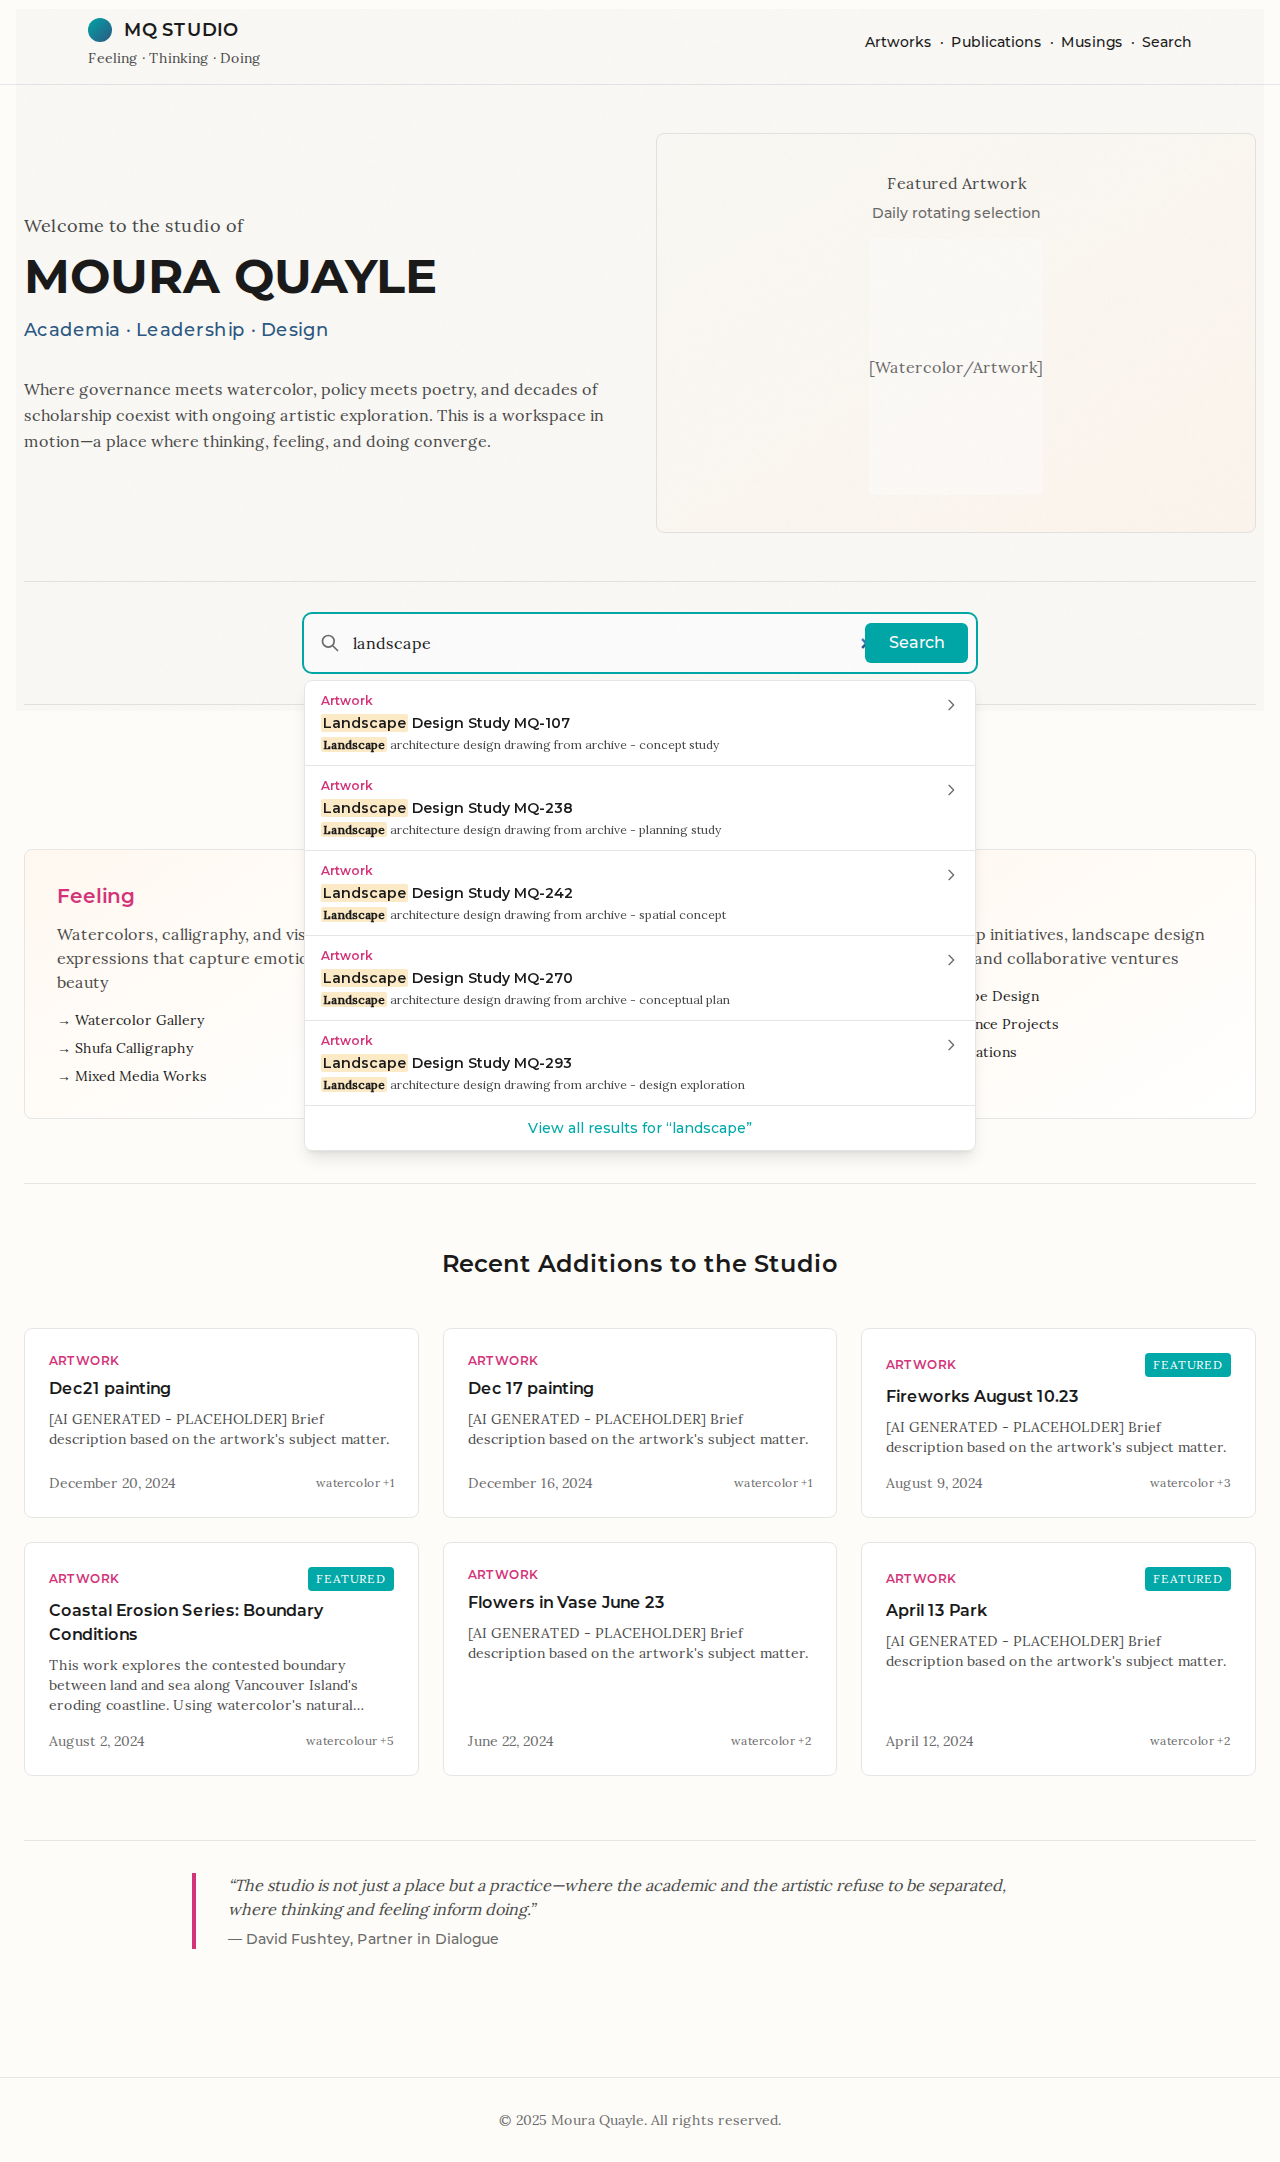 MQ STUDIO
Feeling · Thinking · Doing
Artworks · Publications · Musings · Search
Welcome to the studio of
MOURA QUAYLE
Academia · Leadership · Design
Where governance meets watercolor, policy meets poetry, and decades of
scholarship coexist with ongoing artistic exploration. This is a workspace in
motion—a place where thinking, feeling, and doing converge.
Featured Artwork
Daily rotating selection
[Watercolor/Artwork]
landscape
Search
Artwork
Landscape Design Study MQ-107
Landscape architecture design drawing from archive - concept study
Artwork
Landscape Design Study MQ-238
Landscape architecture design drawing from archive - planning study
Artwork
Landscape Design Study MQ-242
Landscape architecture design drawing from archive - spatial concept
Artwork
Landscape Design Study MQ-270
Landscape architecture design drawing from archive - conceptual plan
Artwork
Landscape Design Study MQ-293
Landscape architecture design drawing from archive - design exploration
View all results for “landscape”
Feeling
Watercolors, calligraphy, and
expressions that capture
beauty
→ Watercolor Gallery
→ Shufa Calligraphy
→ Mixed Media Works
initiatives, landscape design
and collaborative ventures
Design
Projects
Recent Additions to the Studio
ARTWORK
Dec21 painting
[AI GENERATED - PLACEHOLDER] Brief
description based on the artwork's subject matter.
December 20, 2024
watercolor +1
ARTWORK
Dec 17 painting
[AI GENERATED - PLACEHOLDER] Brief
description based on the artwork's subject matter.
December 16, 2024
watercolor +1
ARTWORK
FEATURED
Fireworks August 10.23
[AI GENERATED - PLACEHOLDER] Brief
description based on the artwork's subject matter.
August 9, 2024
watercolor +3
ARTWORK
FEATURED
Coastal Erosion Series: Boundary
Conditions
This work explores the contested boundary
between land and sea along Vancouver Island's
eroding coastline. Using watercolor's natural...
August 2, 2024
watercolour +5
ARTWORK
Flowers in Vase June 23
[AI GENERATED - PLACEHOLDER] Brief
description based on the artwork's subject matter.
June 22, 2024
watercolor +2
ARTWORK
FEATURED
April 13 Park
[AI GENERATED - PLACEHOLDER] Brief
description based on the artwork's subject matter.
April 12, 2024
watercolor +2
“The studio is not just a place but a practice—where the academic and the artistic refuse to be separated,
where thinking and feeling inform doing.”
— David Fushtey, Partner in Dialogue
© 2025 Moura Quayle. All rights reserved.